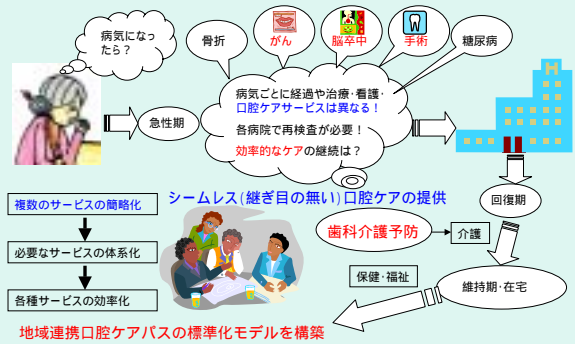 病気になっ
たら？
骨折
がん
脳卒中
手術
糖尿病
病気ごとに経過や治療・看護・
口腔ケアサービスは異なる！
各病院で再検査が必要！
効率的なケアの継続は？
急性期
H
複数のサービスの簡略化
必要なサービスの体系化
各種サービスの効率化
シームレス(継ぎ目の無い)口腔ケアの提供
回復期
歯科介護予防
介護
保健・福祉
維持期・在宅
地域連携口腔ケアパスの標準化モデルを構築